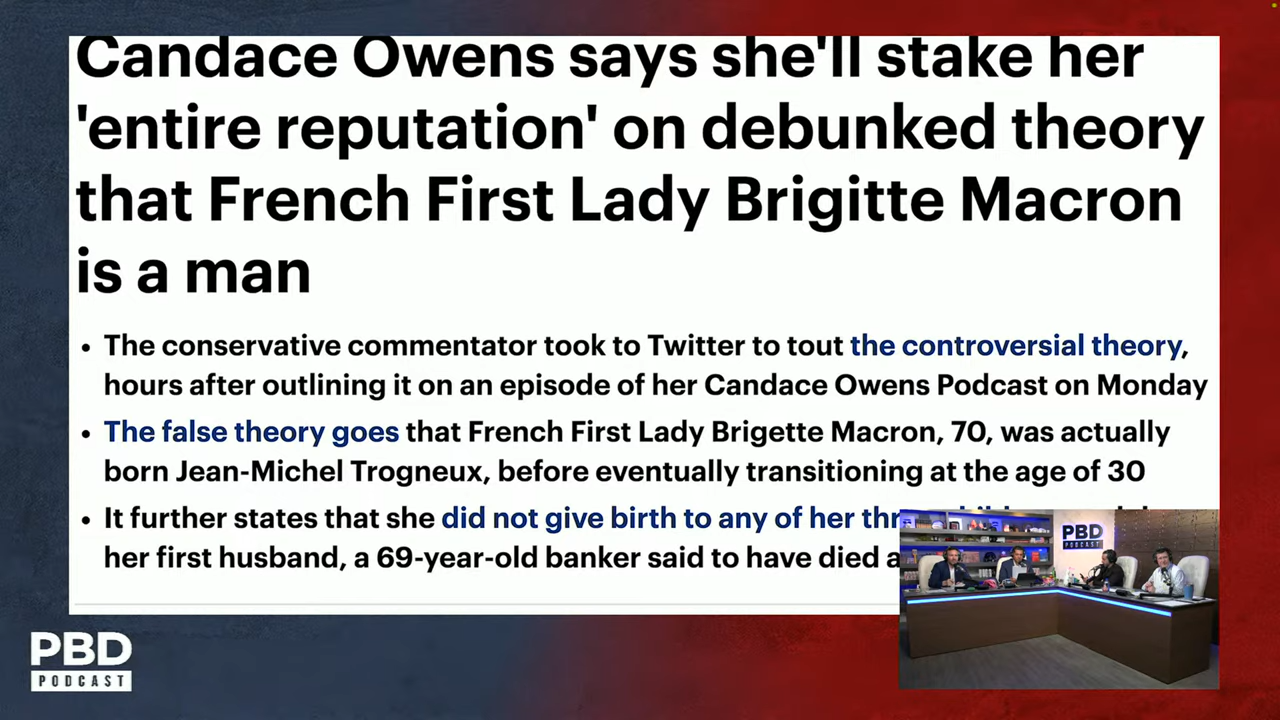 Candace Owens says she'll stake her
'entire reputation' on debunked theory
that French First Lady Brigitte Macron
is a man
• The conservative commentator took to Twitter to tout the controversial theory,
hours after outlining it on an episode of her Candace Owens Podcast on Monday
• The false theory goes that French First Lady Brigette Macron, 70, was actually
born Jean-Michel Trogneux, before eventually transitioning at the age of 30
• It further states that she did not give birth to any of her
her first husband, a 69-year-old banker said to have died
PBD
PODCAST
PBD
PODCAST